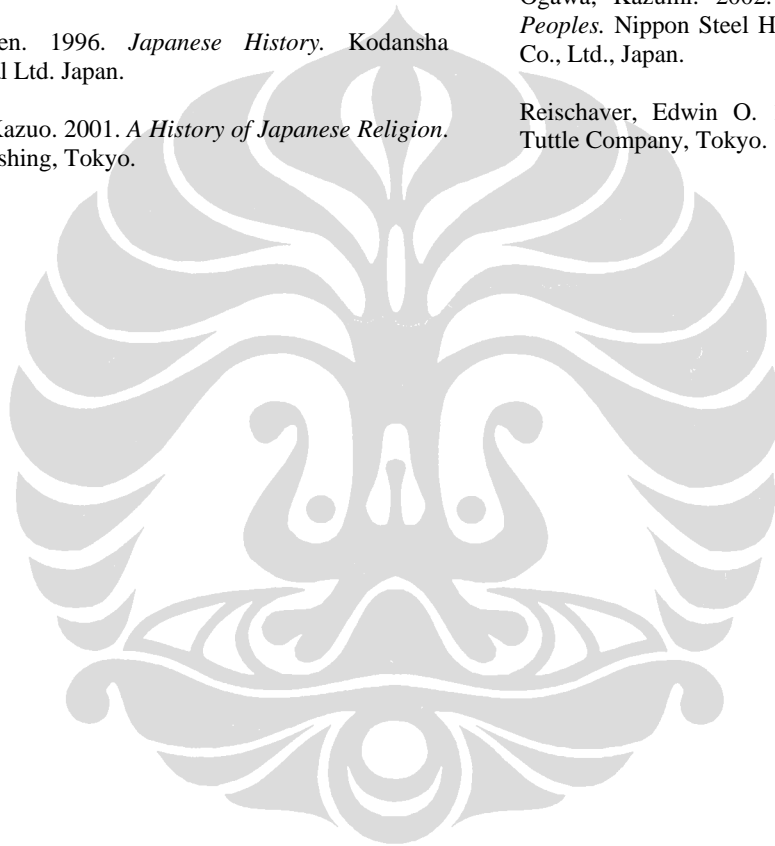 en. 1996. Japanese History. Kodansha
al Ltd. Japan.
Kazuo. 2001. A History of Japanese Religion.
shing, Tokyo.
Ogawa, Kazumi. 2002.
Peoples. Nippon Steel H
Co., Ltd., Japan.
Reischaver, Edwin O.
Tuttle Company, Tokyo.